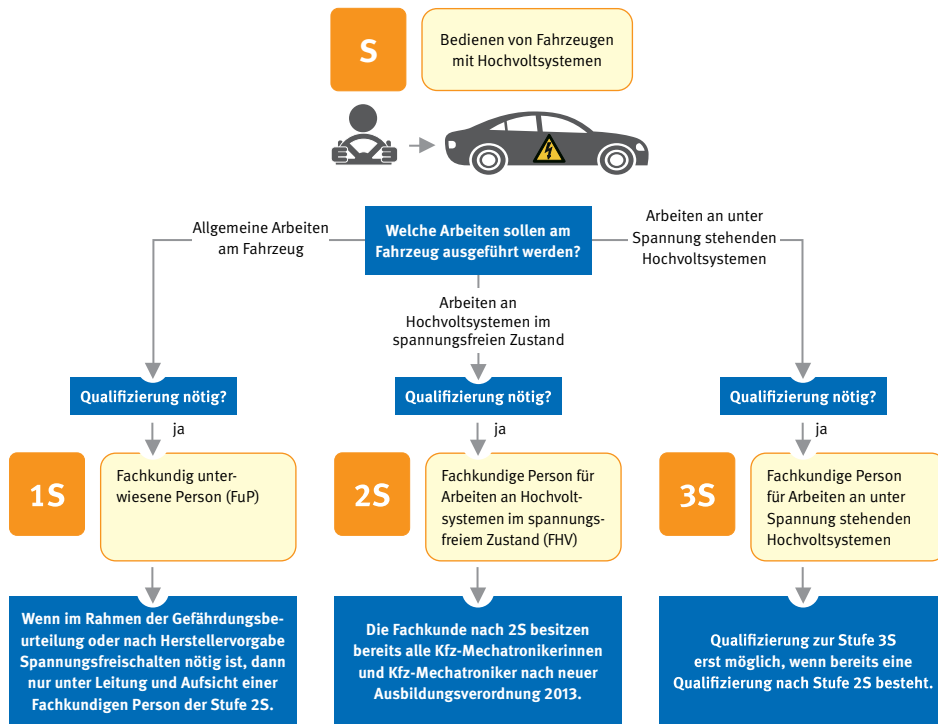 S
Bedienen von Fahrzeugen
mit Hochvoltsystemen
Welche Arbeiten sollen am
Fahrzeug ausgeführt werden?
Allgemeine Arbeiten
am Fahrzeug
Arbeiten an
Hochvoltsystemen im
spannungsfreien Zustand
Arbeiten an unter
Spannung stehenden
Hochvoltsystemen
Qualifizierung nötig?
ja
1S
Fachkundig unter-
wiesene Person (FuP)
Wenn im Rahmen der Gefährdungsbe-
urteilung oder nach Herstellervorgabe
Spannungsfreischalten nötig ist, dann
nur unter Leitung und Aufsicht einer
Fachkundigen Person der Stufe 2S.
Qualifizierung nötig?
ja
2S
Fachkundige Person für
Arbeiten an Hochvolt-
systemen im spannungs-
freiem Zustand (FHV)
Die Fachkunde nach 2S besitzen
bereits alle Kfz-Mechatronikerinnen
und Kfz-Mechatroniker nach neuer
Ausbildungsverordnung 2013.
Qualifizierung nötig?
ja
3S
Fachkundige Person
für Arbeiten an unter
Spannung stehenden
Hochvoltsystemen
Qualifizierung zur Stufe 3S
erst möglich, wenn bereits eine
Qualifizierung nach Stufe 2S besteht.